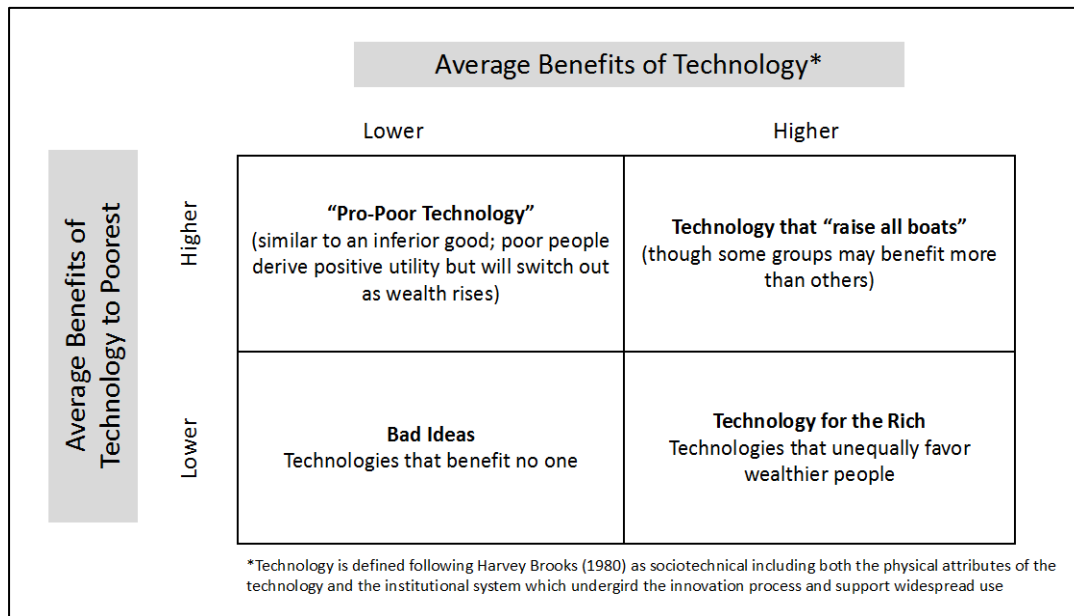 Average Benefits of Technology*
Lower
Higher
Average Benefits of
Technology to Poorest
Higher
“Pro-Poor Technology”
(similar to an inferior good; poor people
derive positive utility but will switch out
as wealth rises)
Technology that “raise all boats”
(though some groups may benefit more
than others)
Lower
Bad Ideas
Technologies that benefit no one
Technology for the Rich
Technologies that unequally favor
wealthier people
*Technology is defined following Harvey Brooks (1980) as sociotechnical including both the physical attributes of the
technology and the institutional system which undergird the innovation process and support widespread use